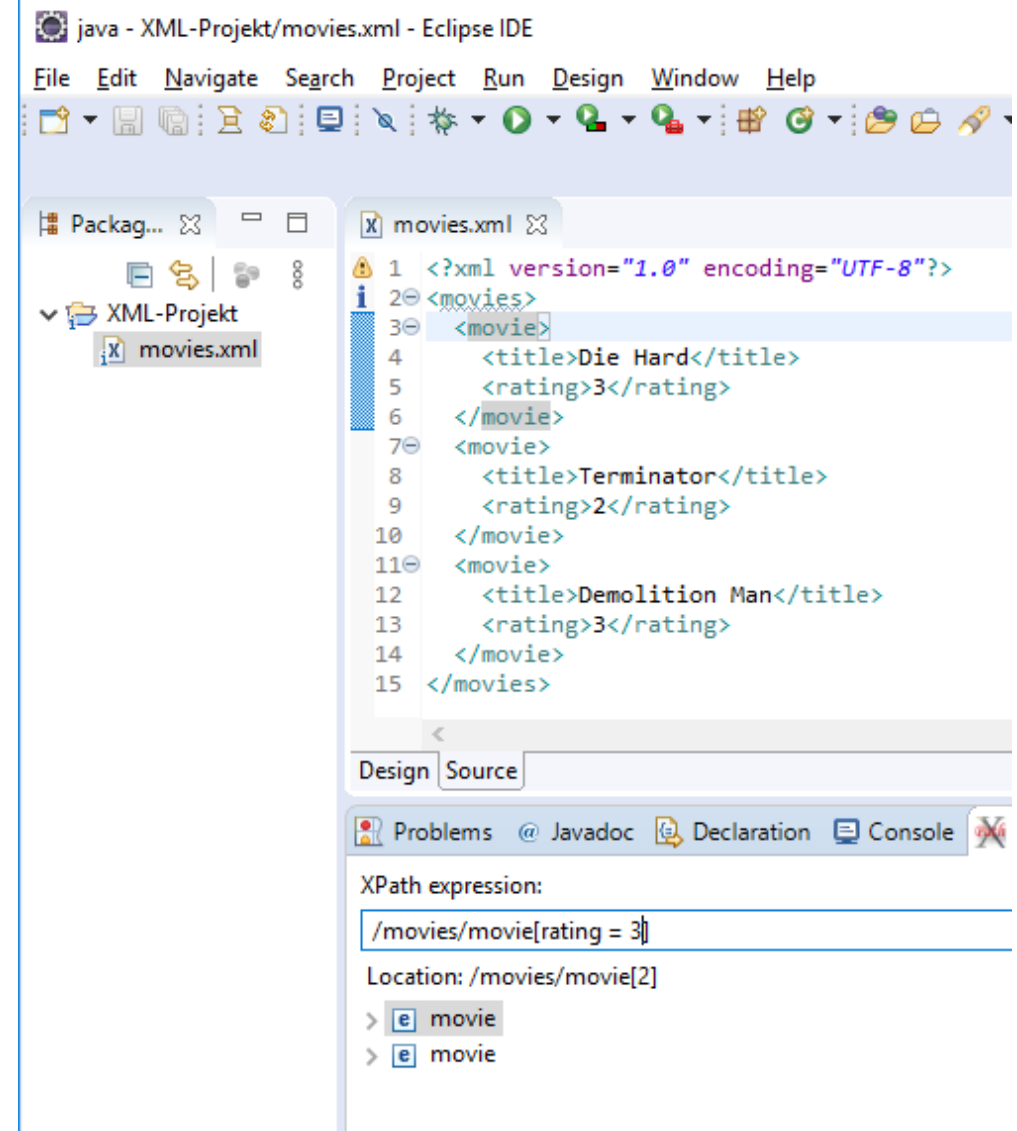 java - XML-Projekt/movies.xml - Eclipse IDE
File Edit Navigate Search Project Run Design Window Help
Packag...
XML-Projekt
movies.xml
movies.xml
1 <?xml version="1.0" encoding="UTF-8"?>
2 <movies>
3 <movie>
4 <title>Die Hard</title>
5 <rating>3</rating>
6 </movie>
7 <movie>
8 <title>Terminator</title>
9 <rating>2</rating>
10 </movie>
11 <movie>
12 <title>Demolition Man</title>
13 <rating>3</rating>
14 </movie>
15 </movies>
Design Source
Problems @ Javadoc Declaration Console
XPath expression:
/movies/movie[rating = 3]
Location: /movies/movie[2]
e movie
e movie